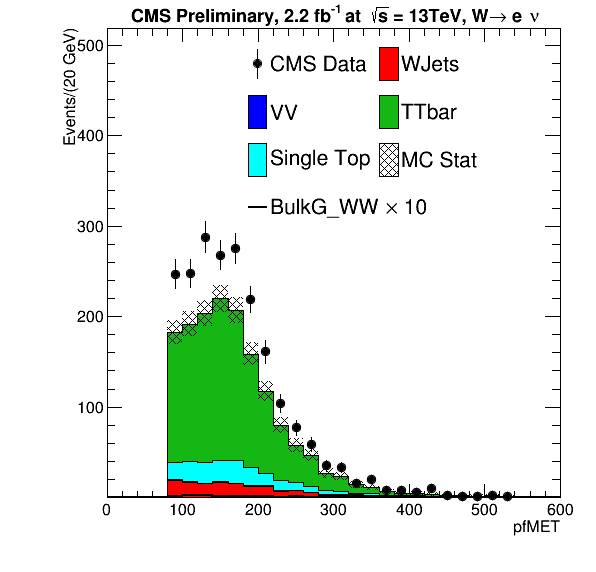 CMS Preliminary, 2.2 fb⁻¹ at √s = 13TeV, W→ e ν
Events/(20 GeV)
500
400
300
200
100
CMS Data
WJets
VV
TTbar
Single Top
MC Stat
BulkG_WW × 10
0
100
200
300
400
500
600
pfMET